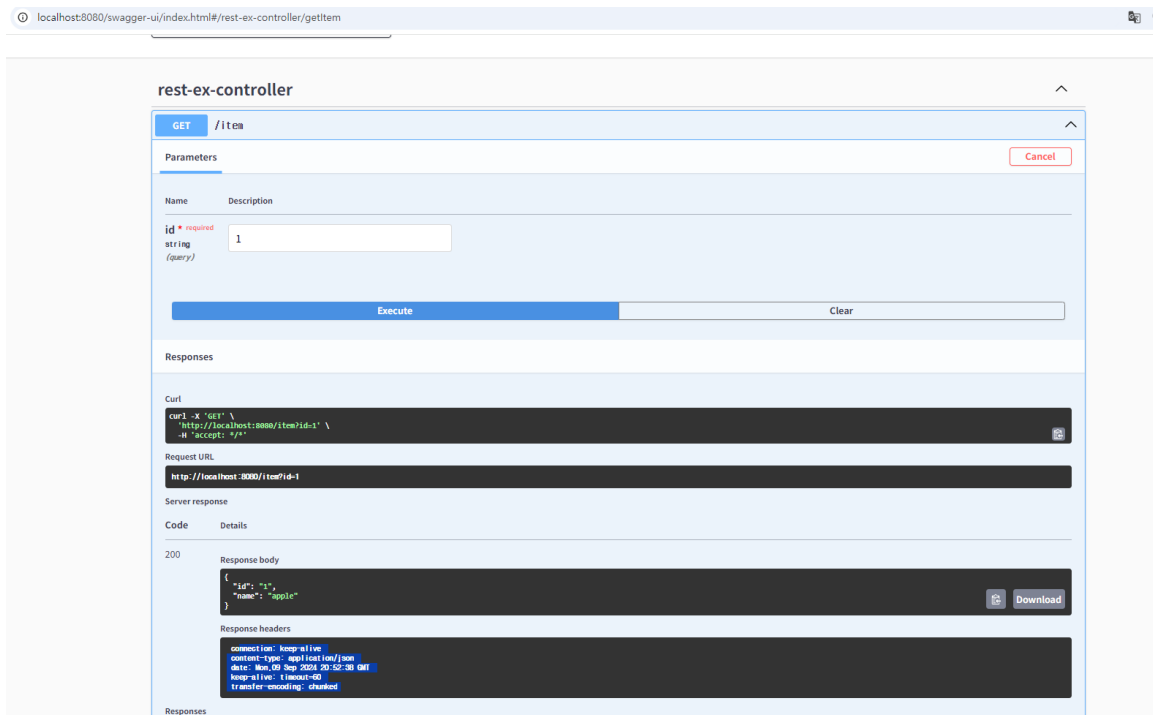 localhost:8080/swagger-ui/index.html#/rest-ex-controller/getItem
rest-ex-controller
GET /item
Parameters Cancel
Name Description
id * required
string
(query)
1
Execute Clear
Responses
Curl
curl -X 'GET' \
'http://localhost:8080/item?id=1' \
-H 'accept: */*'
Request URL
http://localhost:8080/item?id=1
Server response
Code Details
200
Response body
{
"id": "1",
"name": "apple"
}
Download
Response headers
connection: keep-alive
content-type: application/json
date: Mon,09 Sep 2024 20:52:38 GMT
keep-alive: timeout=60
transfer-encoding: chunked
Responses